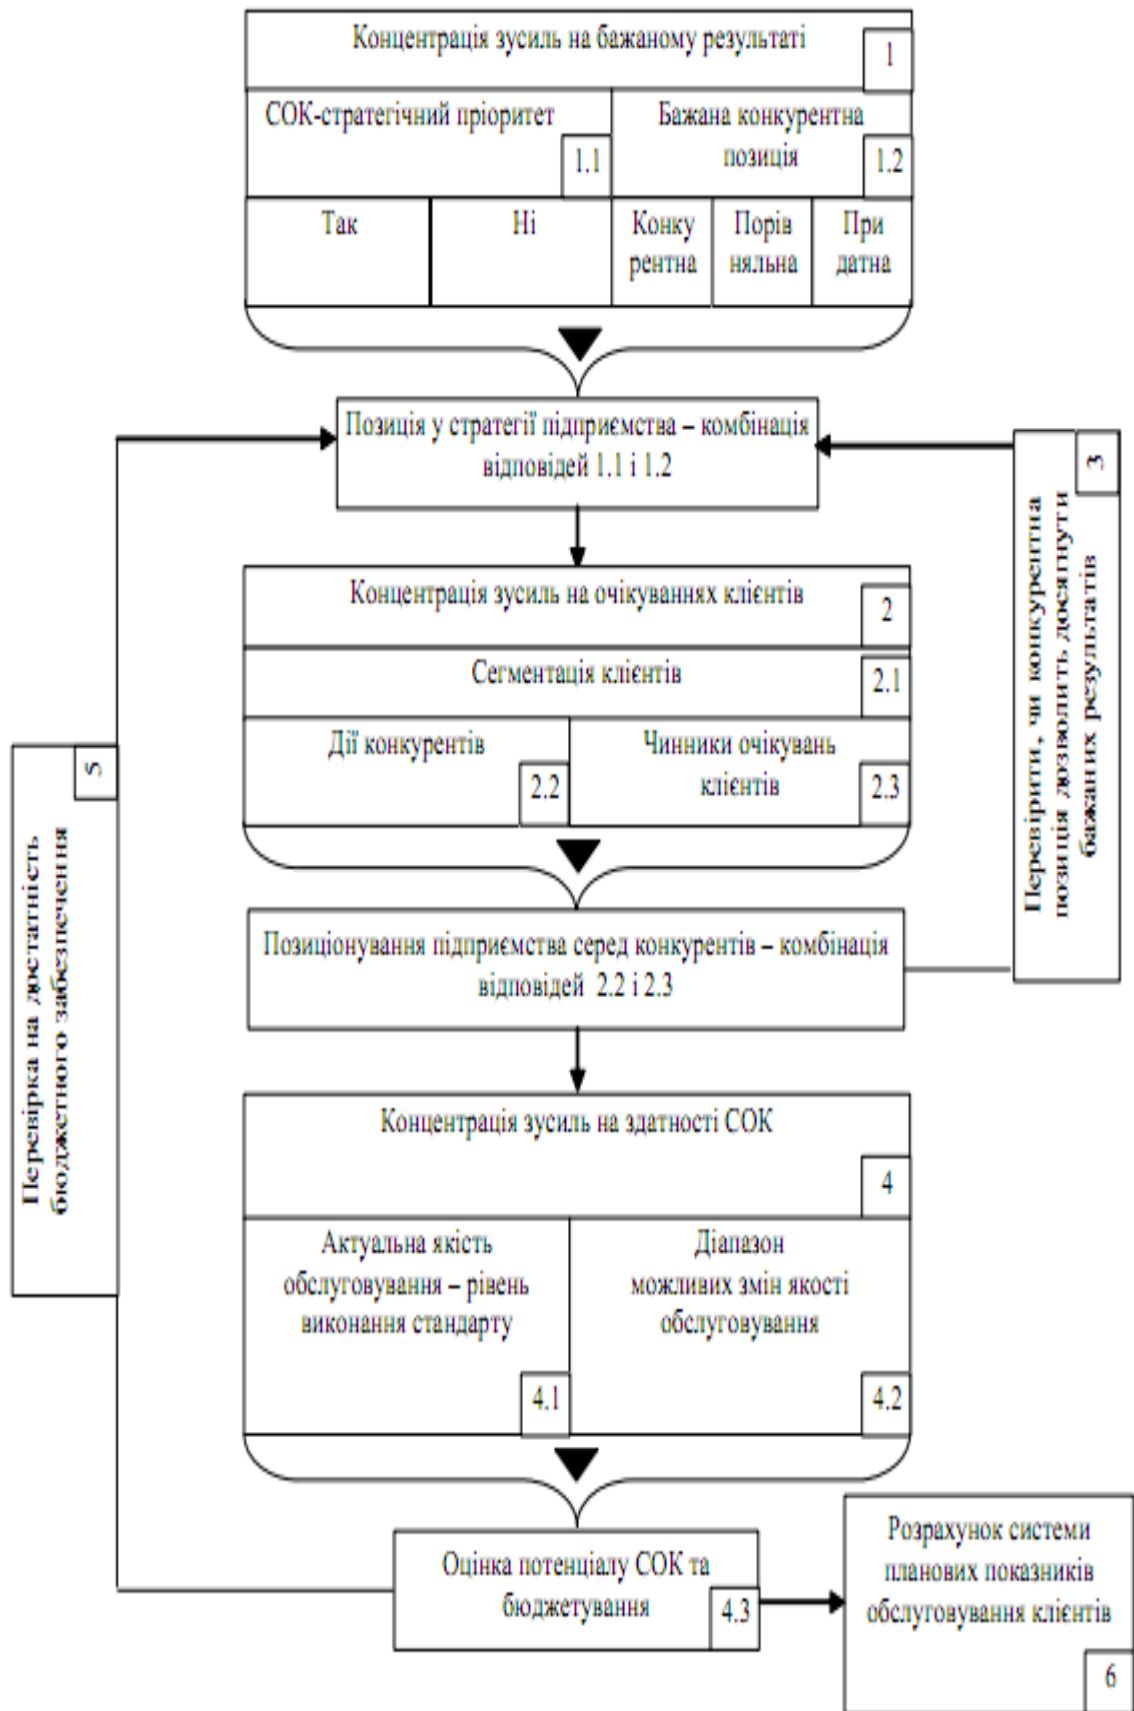 Концентрація зусиль на бажаному результаті
1
СОК-стратегічний пріоритет
1.1
Бажана конкурентна
позиція
1.2
Так
Ні
Конку
рентна
Порів
няльна
При
датна
Позиція у стратегії підприємства – комбінація
відповідей 1.1 і 1.2
3
Перевірити, чи конкурентна
позиція дозволить досягнути
бажаних результатів
Концентрація зусиль на очікуваннях клієнтів
2
Сегментація клієнтів
2.1
Дії конкурентів
2.2
Чинники очікувань
клієнтів
2.3
5
Перевірка на достатність
бюджетного забезпечення
Позиціонування підприємства серед конкурентів – комбінація
відповідей 2.2 і 2.3
Концентрація зусиль на здатності СОК
4
Актуальна якість
обслуговування – рівень
виконання стандарту
4.1
Діапазон
можливих змін якості
обслуговування
4.2
Оцінка потенціалу СОК та
бюджетування
4.3
Розрахунок системи
планових показників
обслуговування клієнтів
6